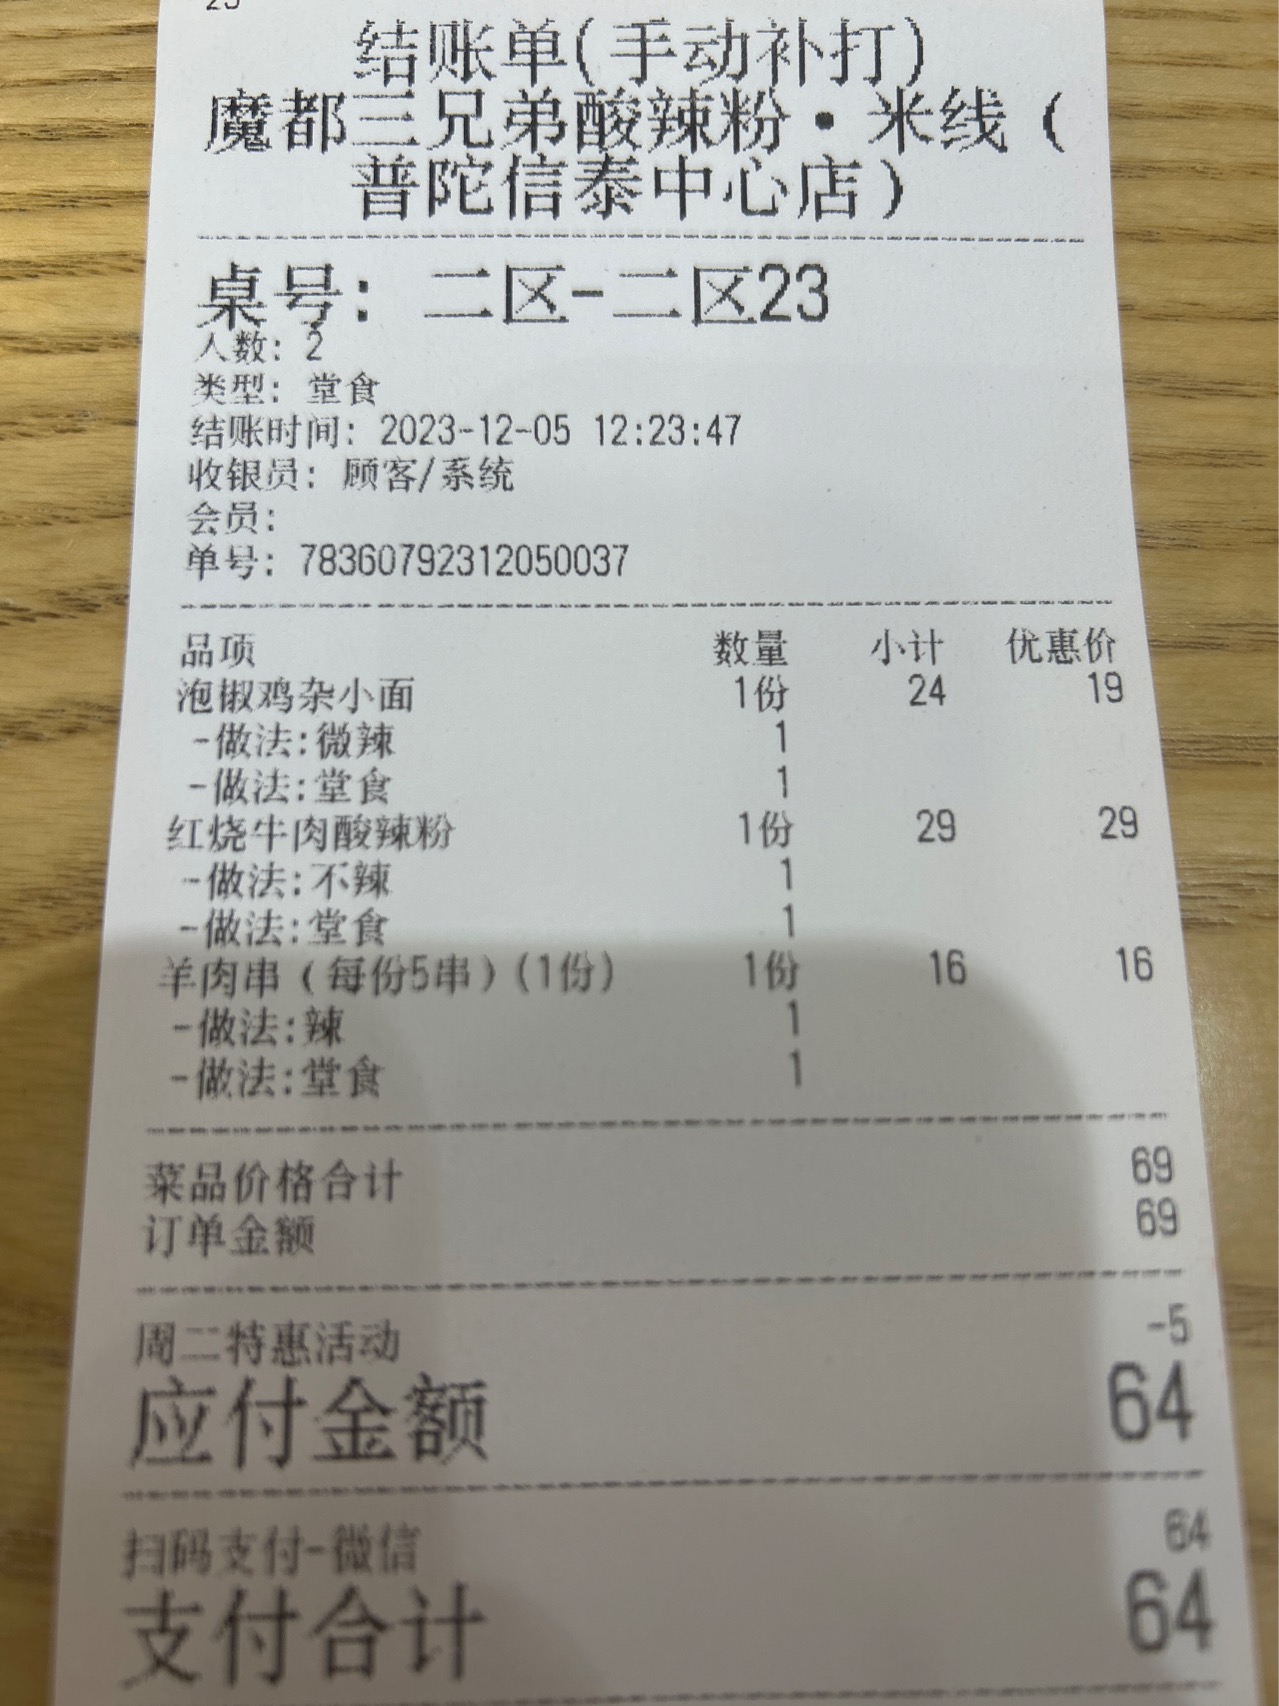 23
结账单(手动补打)
魔都三兄弟酸辣粉·米线(
普陀信泰中心店)
桌号: 二区-二区23
人数: 2
类型: 堂食
结账时间: 2023-12-05 12:23:47
收银员: 顾客/系统
会员:
单号: 78360792312050037
品项 数量 小计 优惠价
泡椒鸡杂小面 1份 24 19
-做法:微辣 1
-做法:堂食 1
红烧牛肉酸辣粉 1份 29 29
-做法:不辣 1
-做法:堂食 1
羊肉串(每份5串)(1份) 1份 16 16
-做法:辣 1
-做法:堂食 1
菜品价格合计 69
订单金额 69
周二特惠活动 -5
应付金额 64
扫码支付-微信 64
支付合计 64